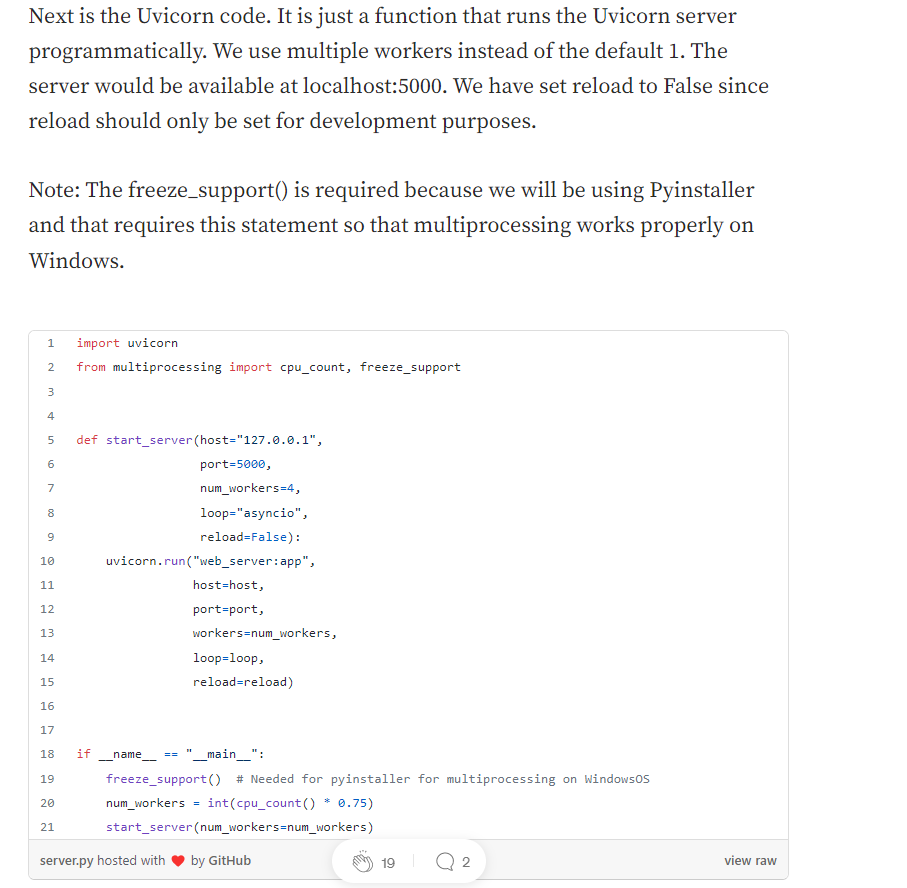 Next is the Uvicorn code. It is just a function that runs the Uvicorn server
programmatically. We use multiple workers instead of the default 1. The
server would be available at localhost:5000. We have set reload to False since
reload should only be set for development purposes.
Note: The freeze_support() is required because we will be using Pyinstaller
and that requires this statement so that multiprocessing works properly on
Windows.
1 import uvicorn
2 from multiprocessing import cpu_count, freeze_support
3
4
5 def start_server(host="127.0.0.1",
6                  port=5000,
7                  num_workers=4,
8                  loop="asyncio",
9                  reload=False):
10     uvicorn.run("web_server:app",
11                 host=host,
12                 port=port,
13                 workers=num_workers,
14                 loop=loop,
15                 reload=reload)
16
17
18 if __name__ == "__main__":
19     freeze_support()  # Needed for pyinstaller for multiprocessing on WindowsOS
20     num_workers = int(cpu_count() * 0.75)
21     start_server(num_workers=num_workers)
server.py hosted with ❤ by GitHub 19 2 view raw